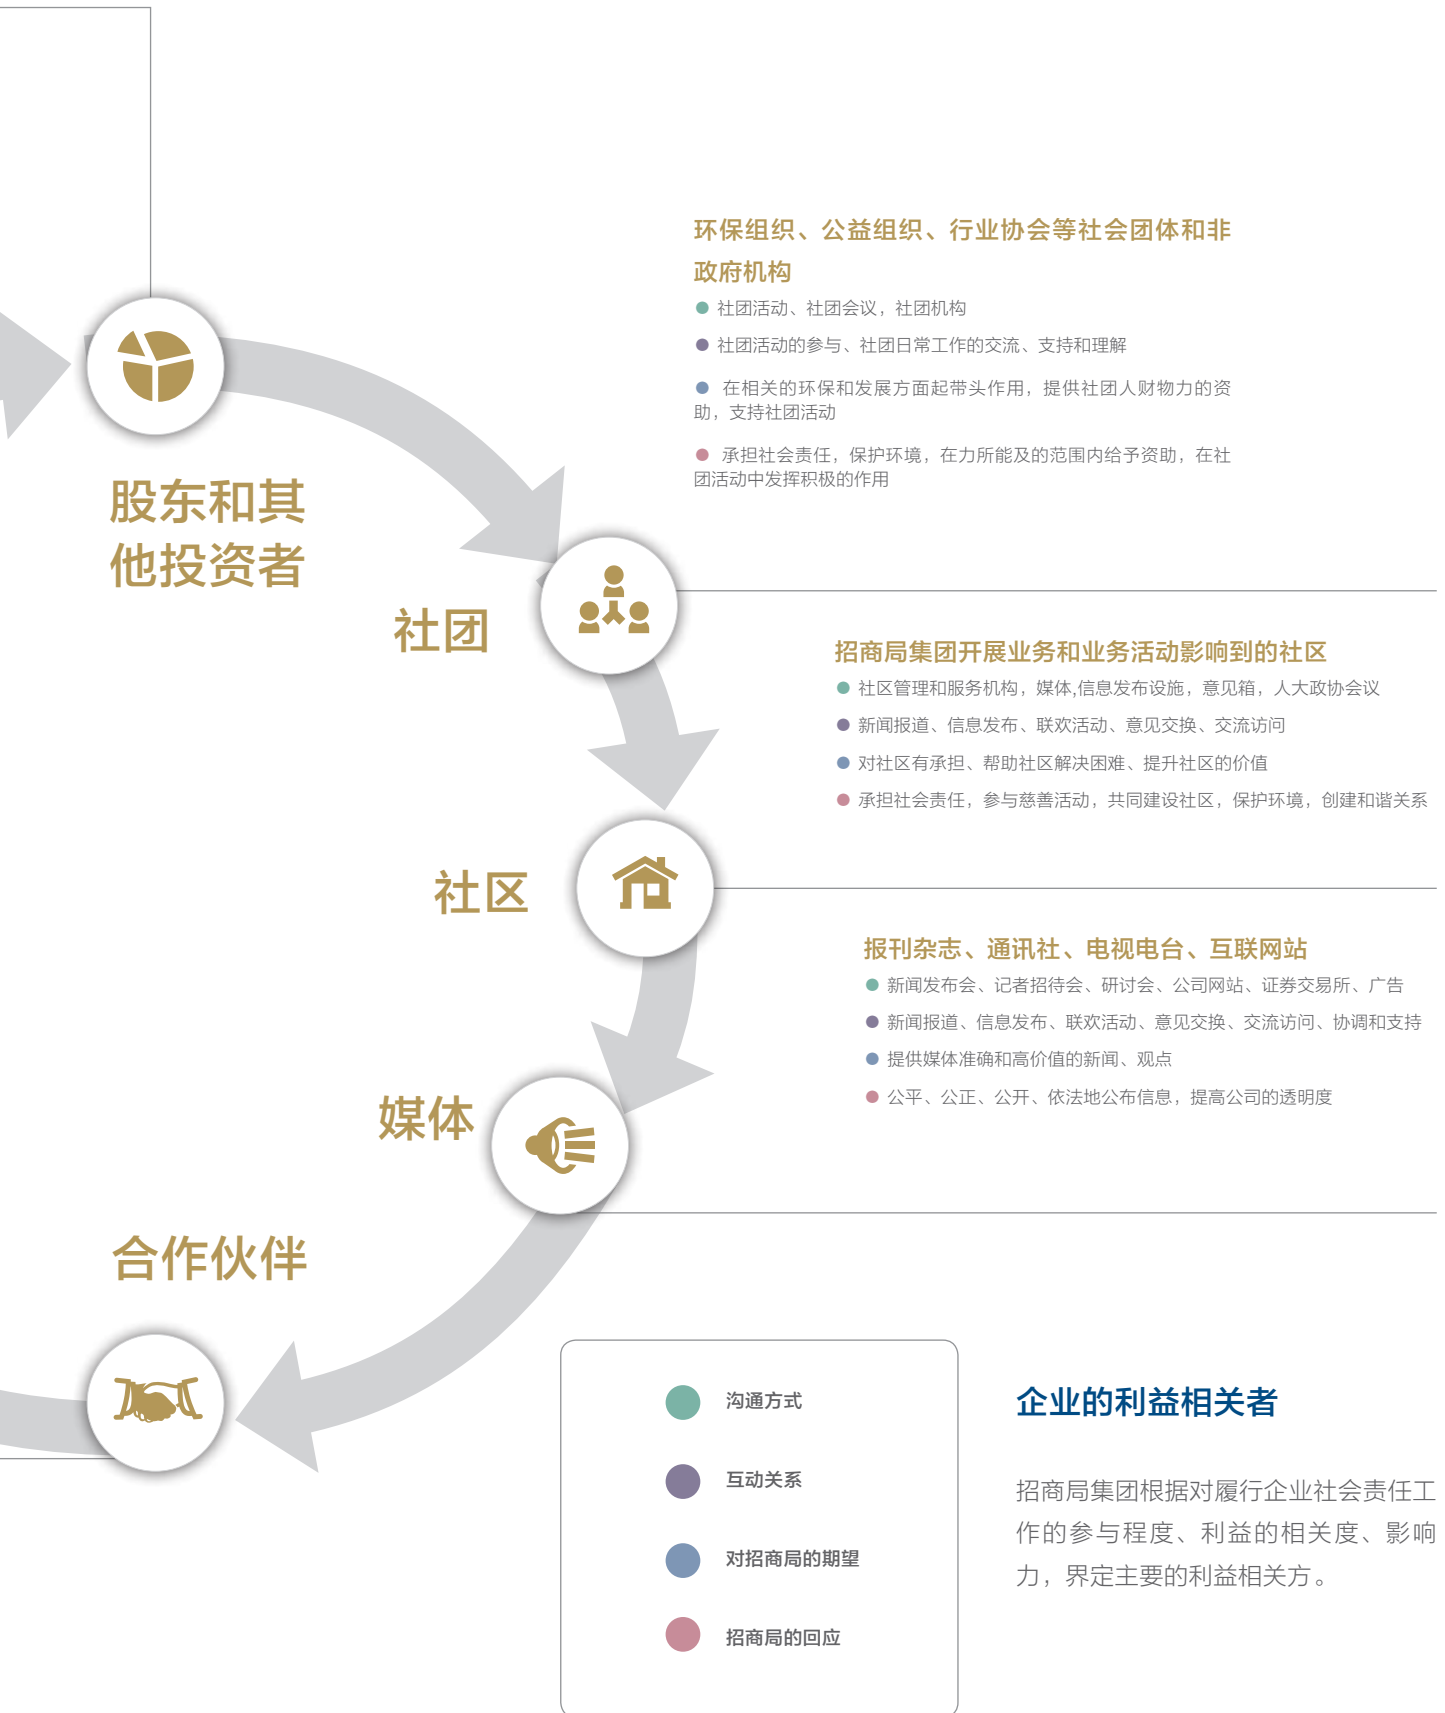 环保组织、公益组织、行业协会等社会团体和非
政府机构
社团活动、社团会议，社团机构
社团活动的参与、社团日常工作的交流、支持和理解
在相关的环保和发展方面起带头作用，提供社团人财物力的资
助，支持社团活动
承担社会责任，保护环境，在力所能及的范围内给予资助，在社
团活动中发挥积极的作用
股东和其
他投资者
社团
招商局集团开展业务和业务活动影响到的社区
社区管理和服务机构，媒体,信息发布设施，意见箱，人大政协会议
新闻报道、信息发布、联欢活动、意见交换、交流访问
对社区有承担、帮助社区解决困难、提升社区的价值
承担社会责任，参与慈善活动，共同建设社区，保护环境，创建和谐关系
社区
报刊杂志、通讯社、电视电台、互联网站
新闻发布会、记者招待会、研讨会、公司网站、证券交易所、广告
新闻报道、信息发布、联欢活动、意见交换、交流访问、协调和支持
提供媒体准确和高价值的新闻、观点
公平、公正、公开、依法地公布信息，提高公司的透明度
媒体
合作伙伴
沟通方式
互动关系
对招商局的期望
招商局的回应
企业的利益相关者
招商局集团根据对履行企业社会责任工
作的参与程度、利益的相关度、影响
力，界定主要的利益相关方。